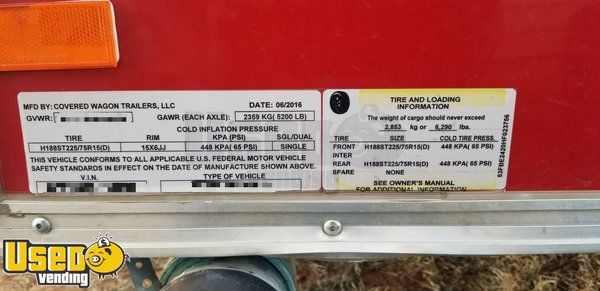 MFD BY: COVERED WAGON TRAILERS, LLC DATE: 06/2016
GVWR: GAWR (EACH AXLE): 2359 KG( 5200 LB)
COLD INFLATION PRESSURE
TIRE RIM KPA (PSI) SGL/DUAL
H188ST225/75R15(D) 15X6JJ 448 KPA( 65 PSI) SINGLE
THIS VEHICLE CONFORMS TO ALL APPLICABLE U.S. FEDERAL MOTOR VEHICLE
SAFETY STANDARDS IN EFFECT ON THE DATE OF MANUFACTURE SHOWN ABOVE.
V.I.N. TYPE OF VEHICLE
TIRE AND LOADING
INFORMATION
The weight of cargo should never exceed
2,853 kg or 6,290 lbs.
TIRE SIZE COLD TIRE PRESS.
FRONT H188ST225/75R15(D) 448 KPA( 65 PSI)
INTER
REAR H188ST225/75R15(D) 448 KPA( 65 PSI)
SPARE NONE
SEE OWNER'S MANUAL
FOR ADDITIONAL INFORMATION
53FBE2420HF023756
Used
vending